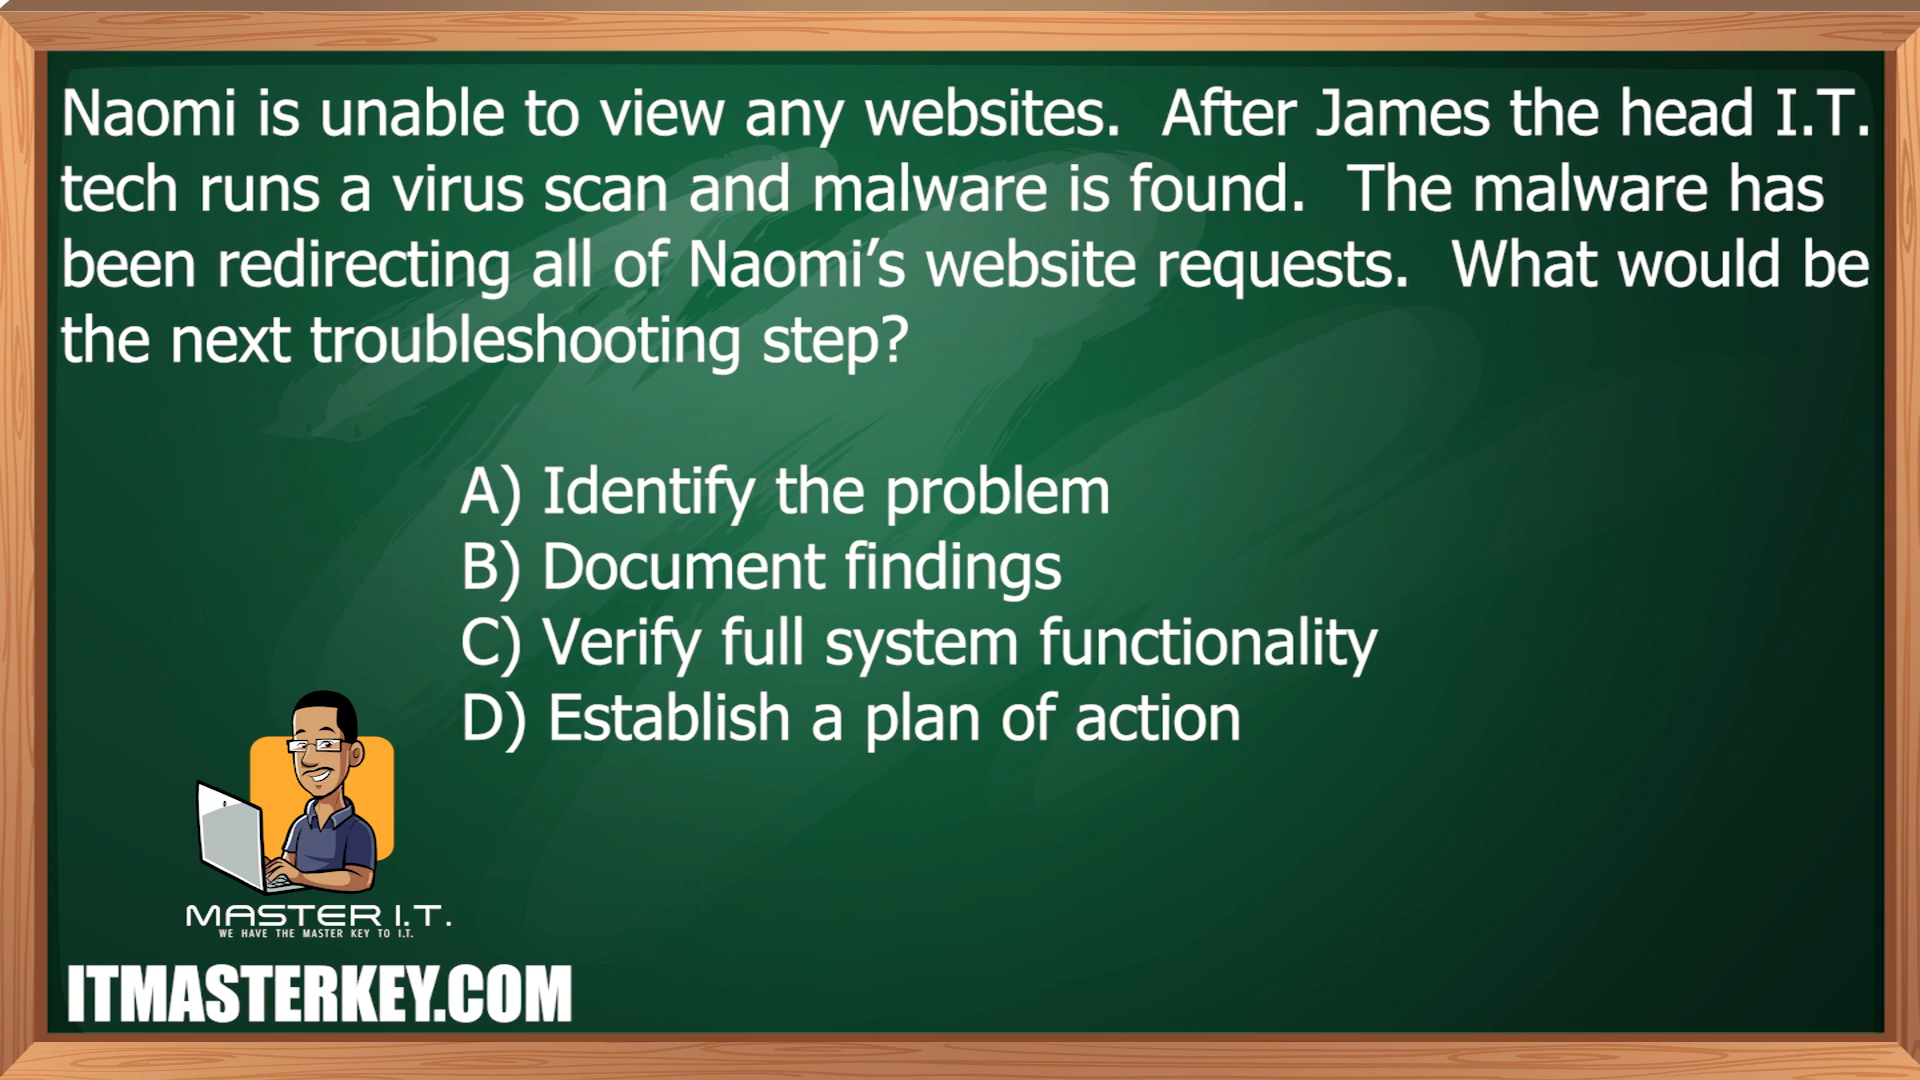 Naomi is unable to view any websites.  After James the head I.T.
tech runs a virus scan and malware is found.  The malware has
been redirecting all of Naomi’s website requests.  What would be
the next troubleshooting step?
A) Identify the problem
B) Document findings
C) Verify full system functionality
D) Establish a plan of action
MASTER I.T.
WE HAVE THE MASTER KEY TO I.T.
ITMASTERKEY.COM